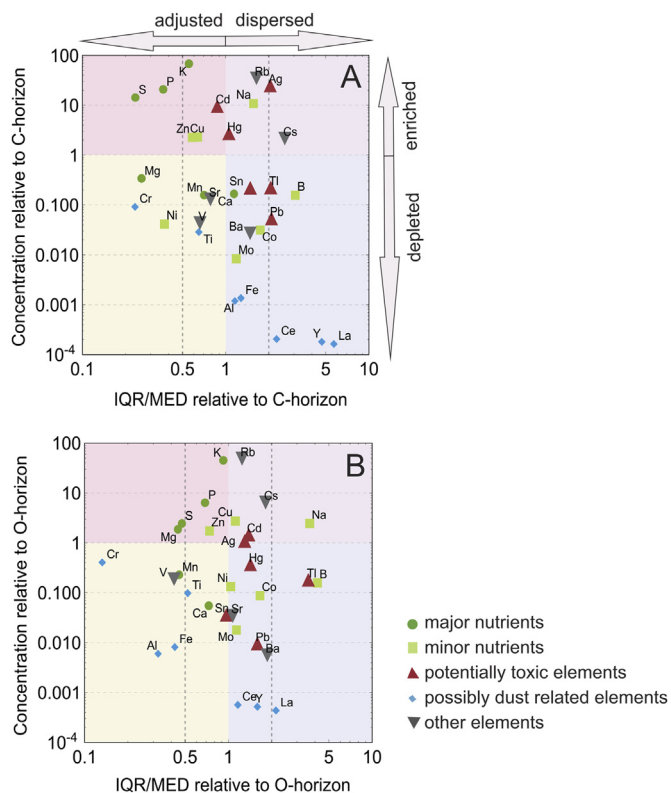 adjusted dispersed
A
enriched
depleted
Concentration relative to C-horizon
100
10
1
0.100
0.010
0.001
10-4
K
P
S
Rb
Ag
Cd
Na
Hg
ZnCu
Cs
Mg
Cr
Mn
Sr
Ca
Sn
Tl
B
Ni
V
Ti
Pb
Ba
Co
Mo
Fe
Al
Ce
Y
La
0.1 0.5 1 5 10
IQR/MED relative to C-horizon
B
Concentration relative to O-horizon
100
10
1
0.100
0.010
0.001
10-4
K
Rb
P
Cs
S
Cu
Zn
Na
Mg
Cd
Ag
Cr
Hg
V
Mn
Ti
Ni
Co
Tl
B
Ca
Sn
Sr
Mo
Pb
Ba
Al
Fe
Ce
Y
La
0.1 0.5 1 5 10
IQR/MED relative to O-horizon
major nutrients
minor nutrients
potentially toxic elements
possibly dust related elements
other elements